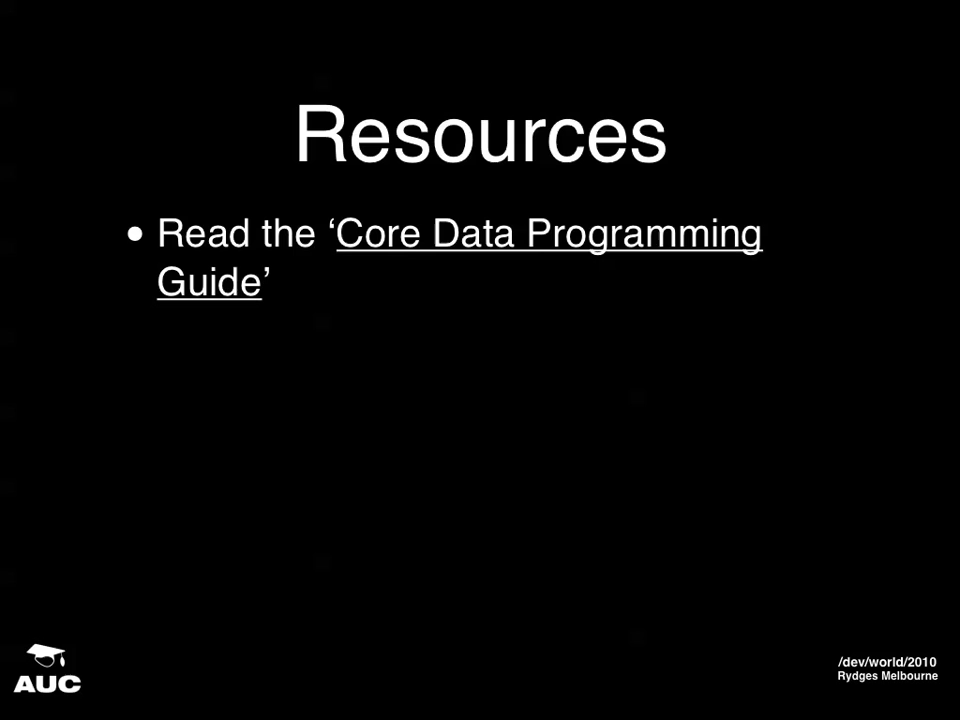 Resources
• Read the ‘Core Data Programming
Guide’
AUC
/dev/world/2010
Rydges Melbourne